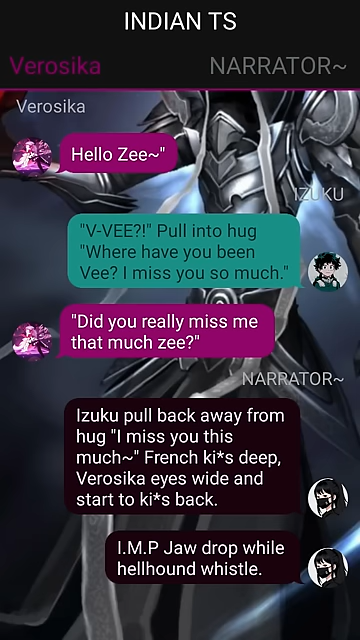 INDIAN TS
Verosika NARRATOR~
Verosika
Hello Zee~"
IZUKU
"V-VEE?!" Pull into hug
"Where have you been
Vee? I miss you so much."
"Did you really miss me
that much zee?"
NARRATOR~
Izuku pull back away from
hug "I miss you this
much~" French ki*s deep,
Verosika eyes wide and
start to ki*s back.
I.M.P Jaw drop while
hellhound whistle.